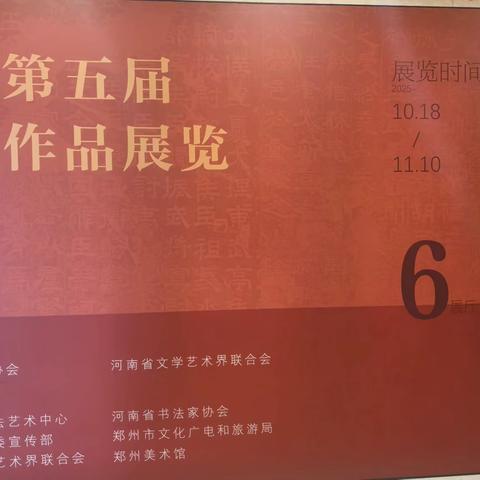 第五届
作品展览
展览时间
2025
10.18
/
11.10
6
展厅
协会
河南省文学艺术界联合会
法艺术中心
河南省书法家协会
委宣传部
郑州市文化广电和旅游局
艺术界联合会
郑州美术馆